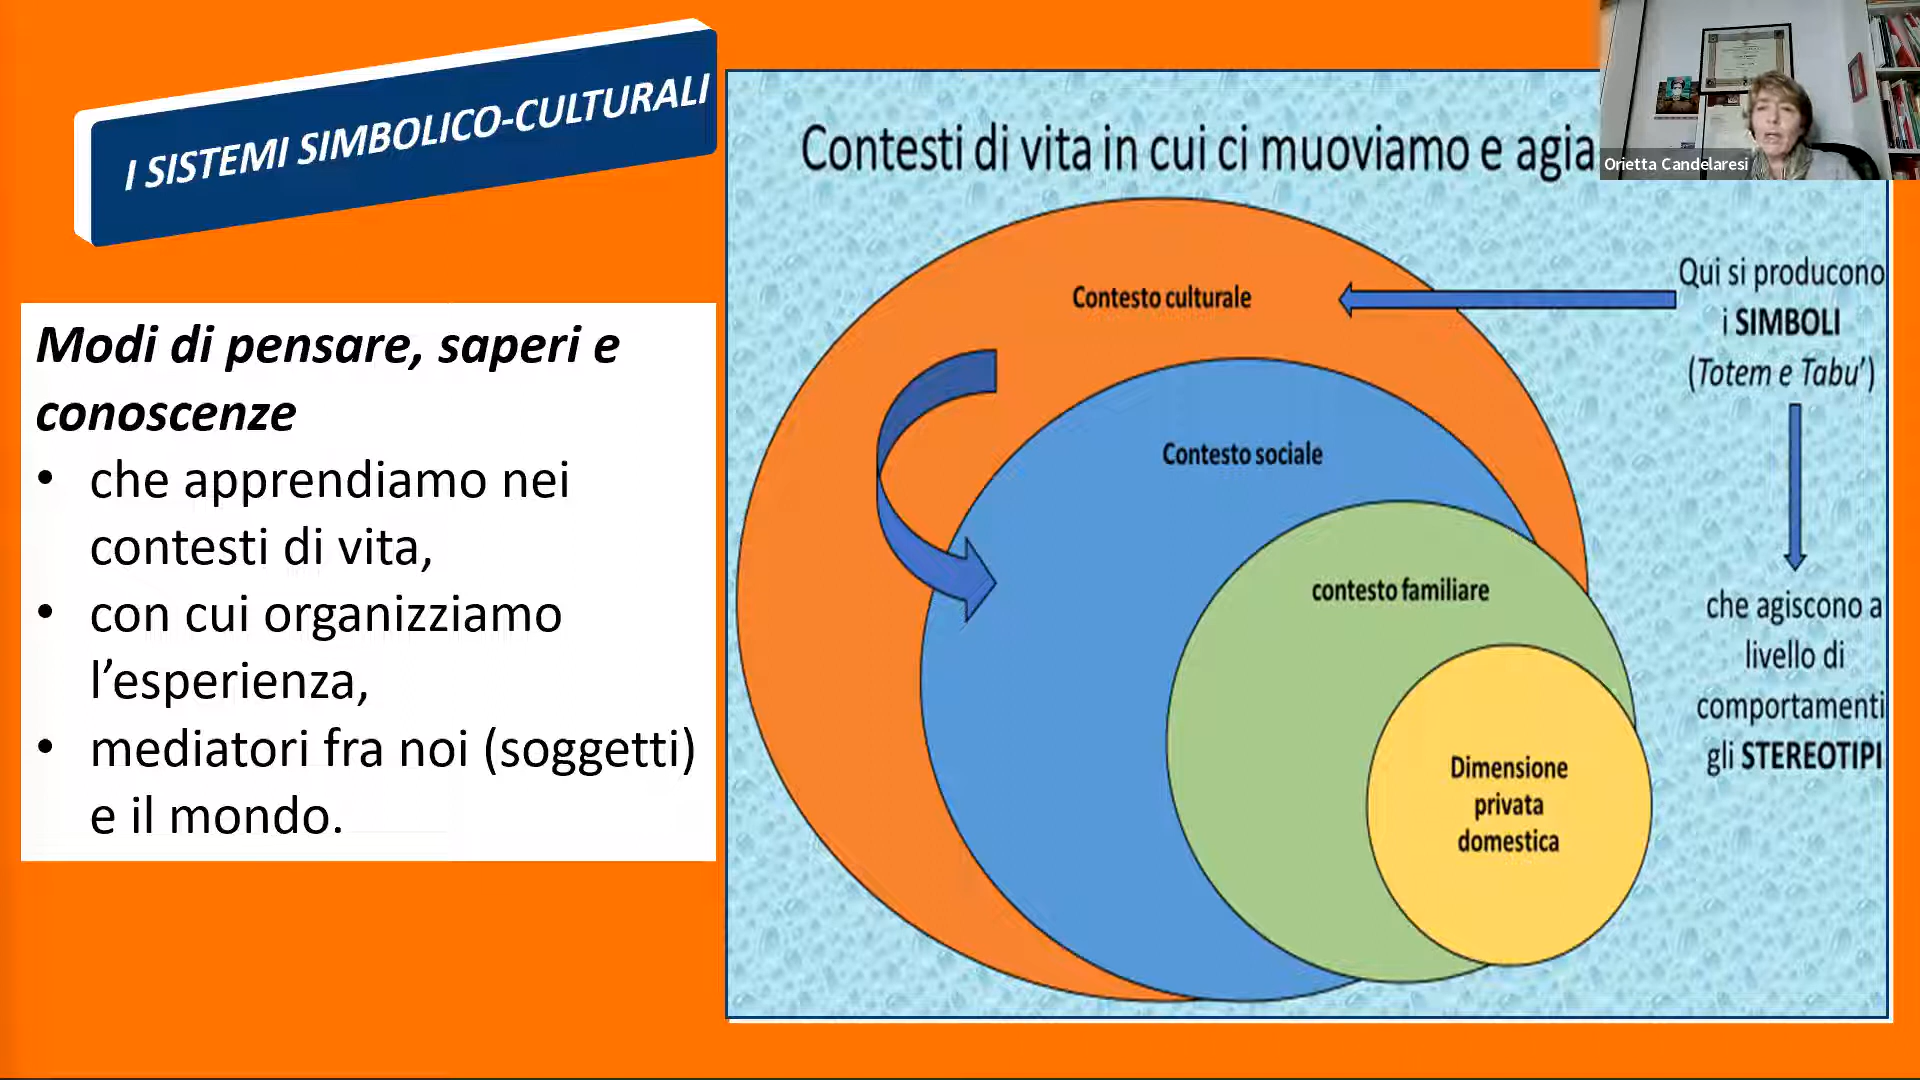 I SISTEMI SIMBOLICO-CULTURALI
Modi di pensare, saperi e
conoscenze
• che apprendiamo nei
contesti di vita,
• con cui organizziamo
l'esperienza,
• mediatori fra noi (soggetti)
e il mondo.
Contesti di vita in cui ci muoviamo e agia
Orietta Candelaresi
Contesto culturale
Contesto sociale
contesto familiare
Dimensione
privata
domestica
Qui si producono
i SIMBOLI
(Totem e Tabu')
che agiscono a
livello di
comportamenti
gli STEREOTIPI